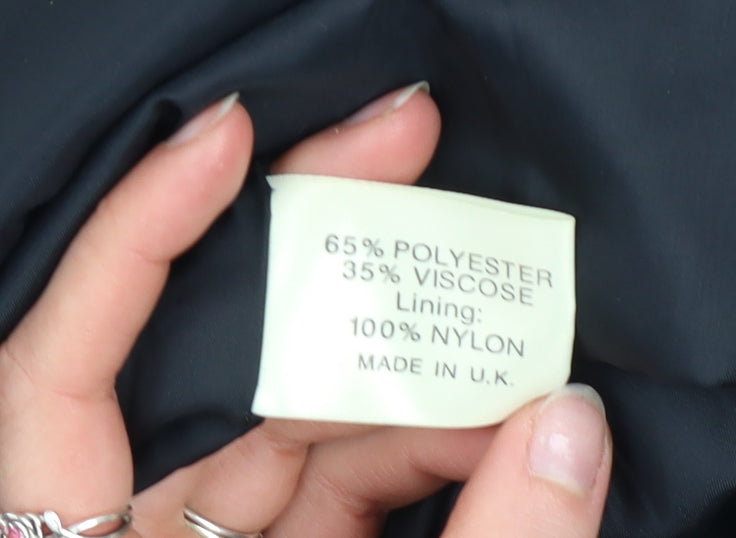 65% POLYESTER
35% VISCOSE
Lining:
100% NYLON
MADE IN U.K.